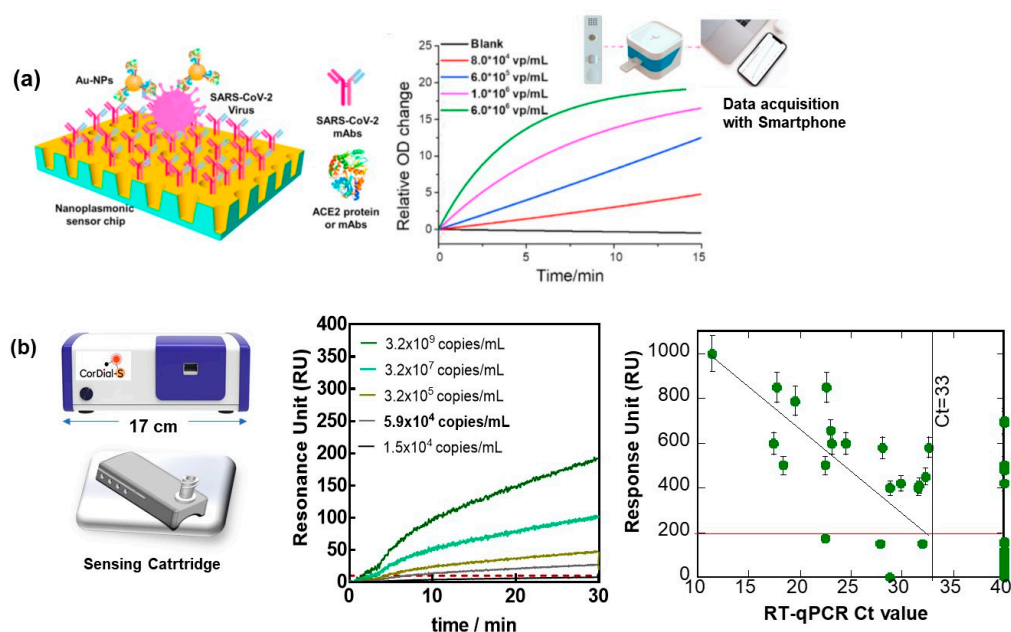 (a)
Au-NPs
SARS-CoV-2
Virus
Nanoplasmonic
sensor chip
SARS-CoV-2
mAbs
ACE2 protein
or mAbs
Relative OD change
25
20
15
10
5
0
Blank
8.0*10⁴ vp/mL
6.0*10⁵ vp/mL
1.0*10⁶ vp/mL
6.0*10⁶ vp/mL
0
5
10
15
Time/min
Data acquisition
with Smartphone
(b)
CorDial-S
17 cm
Sensing Catrtridge
Resonance Unit (RU)
400
350
300
250
200
150
100
50
0
3.2x10⁹ copies/mL
3.2x10⁷ copies/mL
3.2x10⁵ copies/mL
5.9x10⁴ copies/mL
1.5x10⁴ copies/mL
0
10
20
30
time / min
Response Unit (RU)
1000
800
600
400
200
0
Ct=33
10
15
20
25
30
35
40
RT-qPCR Ct value